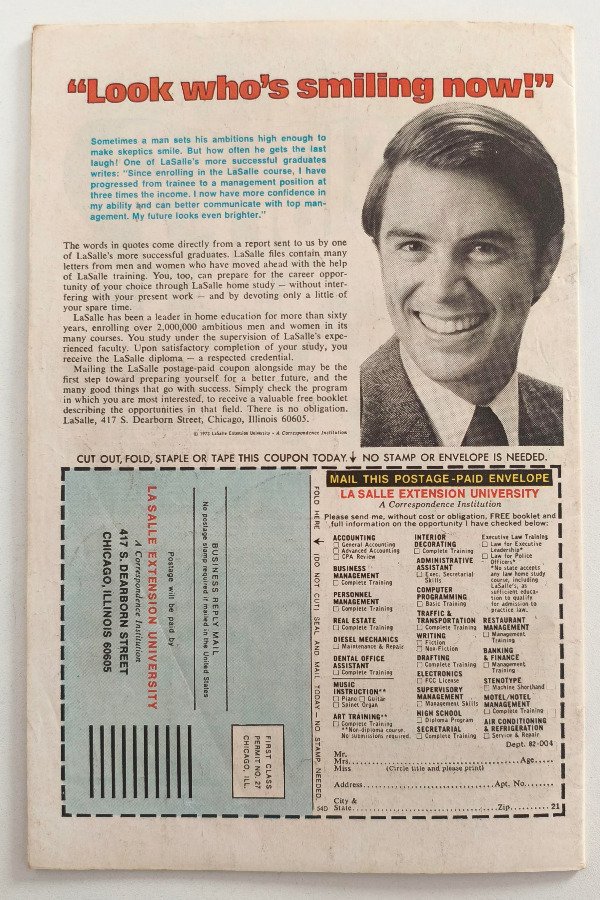 “Look who’s smiling now!”
Sometimes a man sets his ambitions high enough to
make skeptics smile. But how often he gets the last
laugh! One of LaSalle's more successful graduates
writes: "Since enrolling in the LaSalle course, I have
progressed from trainee to a management position at
three times the income. I now have more confidence in
my ability and can better communicate with top man-
agement. My future looks even brighter."
The words in quotes come directly from a report sent to us by one
of LaSalle's more successful graduates. LaSalle files contain many
letters from men and women who have moved ahead with the help
of LaSalle training. You, too, can prepare for the career oppor-
tunity of your choice through LaSalle home study — without inter-
fering with your present work — and by devoting only a little of
your spare time.
LaSalle has been a leader in home education for more than sixty
years, enrolling over 2,000,000 ambitious men and women in its
many courses. You study under the supervision of LaSalle's expe-
rienced faculty. Upon satisfactory completion of your study, you
receive the LaSalle diploma — a respected credential.
Mailing the LaSalle postage-paid coupon alongside may be the
first step toward preparing yourself for a better future, and the
many good things that go with success. Simply check the program
in which you are most interested, to receive a valuable free booklet
describing the opportunities in that field. There is no obligation.
LaSalle, 417 S. Dearborn Street, Chicago, Illinois 60605.
LaSalle Extension University - A Correspondence Institution
CUT OUT, FOLD, STAPLE OR TAPE THIS COUPON TODAY. NO STAMP OR ENVELOPE IS NEEDED.
FIRST CLASS
PERMIT NO. 27
CHICAGO, ILL.
BUSINESS REPLY MAIL
No postage stamp required if mailed in the United States
Postage will be paid by
LASALLE EXTENSION UNIVERSITY
A Correspondence Institution
417 S. DEARBORN STREET
CHICAGO, ILLINOIS 60605
FOLD HERE (DO NOT CUT) SEAL AND MAIL TODAY — NO STAMP NEEDED.
54D
MAIL THIS POSTAGE-PAID ENVELOPE
LA SALLE EXTENSION UNIVERSITY
A Correspondence Institution
Please send me, without cost or obligation, FREE booklet and
full information on the opportunity I have checked below:
ACCOUNTING
General Accounting
Advanced Accounting
CPA Review
BUSINESS
MANAGEMENT
Complete Training
PERSONNEL
MANAGEMENT
Complete Training
REAL ESTATE
Complete Training
DIESEL MECHANICS
Maintenance & Repair
DENTAL OFFICE
ASSISTANT
Complete Training
MUSIC
INSTRUCTION**
Piano Guitar
Spinet Organ
ART TRAINING**
Complete Training
**Non-diploma course.
No submissions required.
INTERIOR
DECORATING
Complete Training
ADMINISTRATIVE
ASSISTANT
Exec. Secretarial
Skills
COMPUTER
PROGRAMMING
Basic Training
TRAFFIC &
TRANSPORTATION
Complete Training
WRITING
Fiction
Non-Fiction
DRAFTING
Complete Training
ELECTRONICS
FCC License
SUPERVISORY
MANAGEMENT
Management Skills
HIGH SCHOOL
Diploma Program
SECRETARIAL
Complete Training
Executive Law Training
Law for Executive
Leadership*
Law for Police
Officers*
*No state accepts
any law home study
course, including
LaSalle's, as
sufficient educa-
tion to qualify
for admission to
practice law.
RESTAURANT
MANAGEMENT
Management
Training
BANKING
& FINANCE
Management
Training
STENOTYPE
Machine Shorthand
MOTEL/HOTEL
MANAGEMENT
Complete Training
AIR CONDITIONING
& REFRIGERATION
Service & Repair
Dept. 82-004
Mr.
Mrs. Age
Miss (Circle title and please print)
Address Apt. No.
City &
State Zip 21